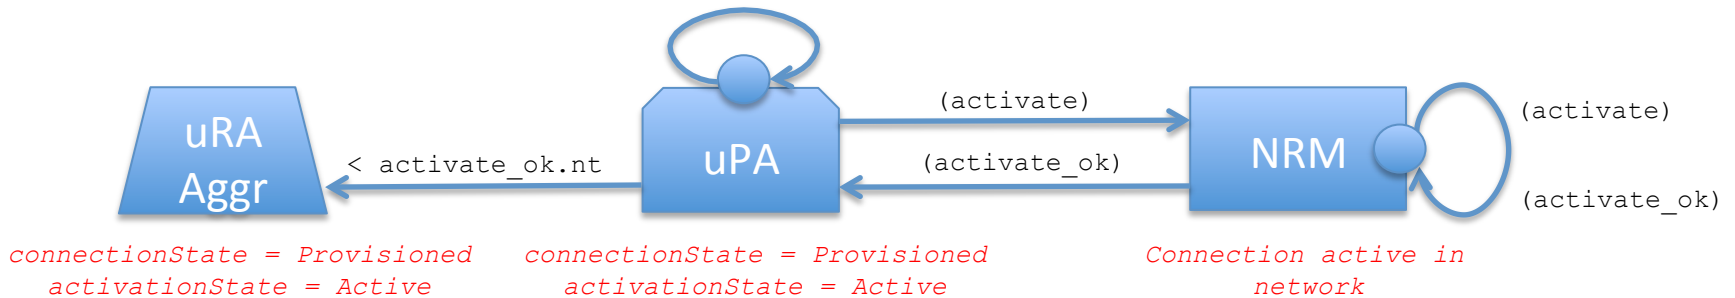 uRA
Aggr
< activate_ok.nt
uPA
(activate)
(activate_ok)
NRM
(activate)
(activate_ok)
connectionState = Provisioned
activationState = Active
connectionState = Provisioned
activationState = Active
Connection active in
network